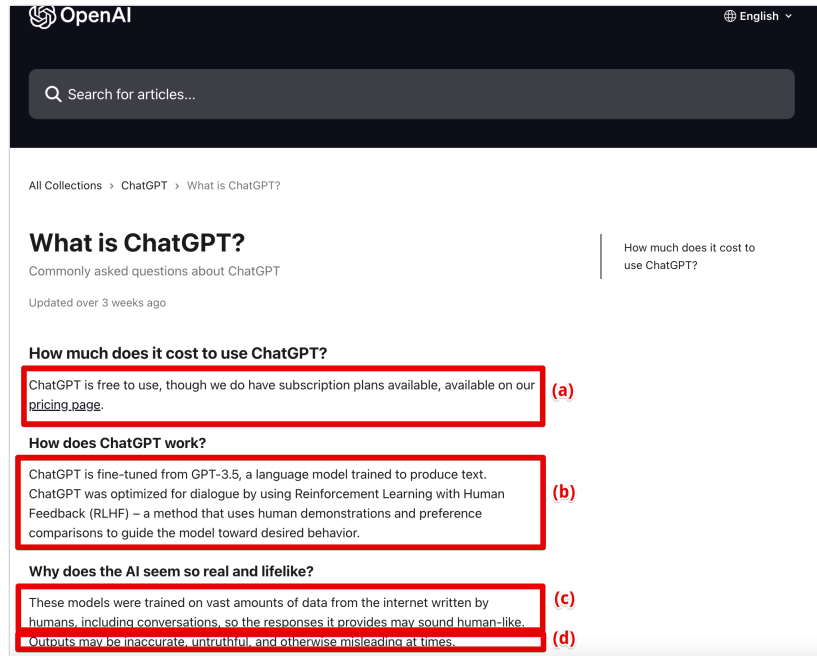 OpenAI
English
Search for articles...
All Collections > ChatGPT > What is ChatGPT?
What is ChatGPT?
Commonly asked questions about ChatGPT
Updated over 3 weeks ago
How much does it cost to
use ChatGPT?
How much does it cost to use ChatGPT?
ChatGPT is free to use, though we do have subscription plans available, available on our
pricing page.
(a)
How does ChatGPT work?
ChatGPT is fine-tuned from GPT-3.5, a language model trained to produce text.
ChatGPT was optimized for dialogue by using Reinforcement Learning with Human
Feedback (RLHF) – a method that uses human demonstrations and preference
comparisons to guide the model toward desired behavior.
(b)
Why does the AI seem so real and lifelike?
These models were trained on vast amounts of data from the internet written by
humans, including conversations, so the responses it provides may sound human-like.
(c)
Outputs may be inaccurate, untruthful, and otherwise misleading at times.
(d)